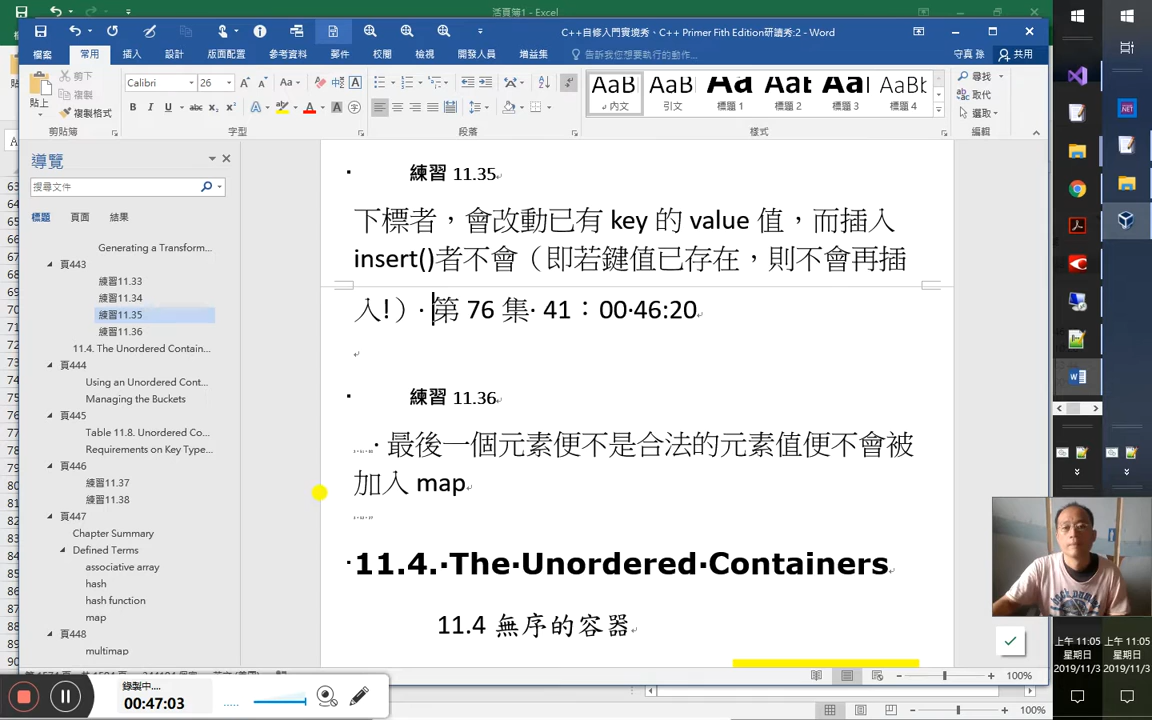 活頁簿1 - Excel
C++自修入門實境秀、C++ Primer Fifth Edition研讀秀:2 - Word
檔案 常用 插入 設計 版面配置 參考資料 郵件 校閱 檢視 開發人員 增益集 告訴我您想要執行的動作... 守真 孫 共用
貼上 剪下 複製 複製格式
Calibri 26
剪貼簿 字型 段落 樣式 編輯
AaB AaB Aa Aat Aal AaBb
內文 引文 標題 1 標題 2 標題 3 標題 4
尋找 取代 選取
導覽
搜尋文件
標題 頁面 結果
Generating a Transform...
頁443
練習11.33
練習11.34
練習11.35
練習11.36
11.4. The Unordered Contain...
頁444
Using an Unordered Cont...
Managing the Buckets
頁445
Table 11.8. Unordered Co...
Requirements on Key Type...
頁446
練習11.37
練習11.38
頁447
Chapter Summary
Defined Terms
associative array
hash
hash function
map
頁448
multimap
練習 11.35
下標者，會改動已有 key 的 value 值，而插入
insert()者不會（即若鍵值已存在，則不會再插
入!）· 第 76 集· 41：00·46:20
練習 11.36
· 最後一個元素便不是合法的元素值便不會被
加入 map
11.4.·The·Unordered·Containers
11.4 無序的容器
100%
100%
錄製中....
00:47:03
上午 11:05 上午 11:05
星期日 星期日
2019/11/3 2019/11/3